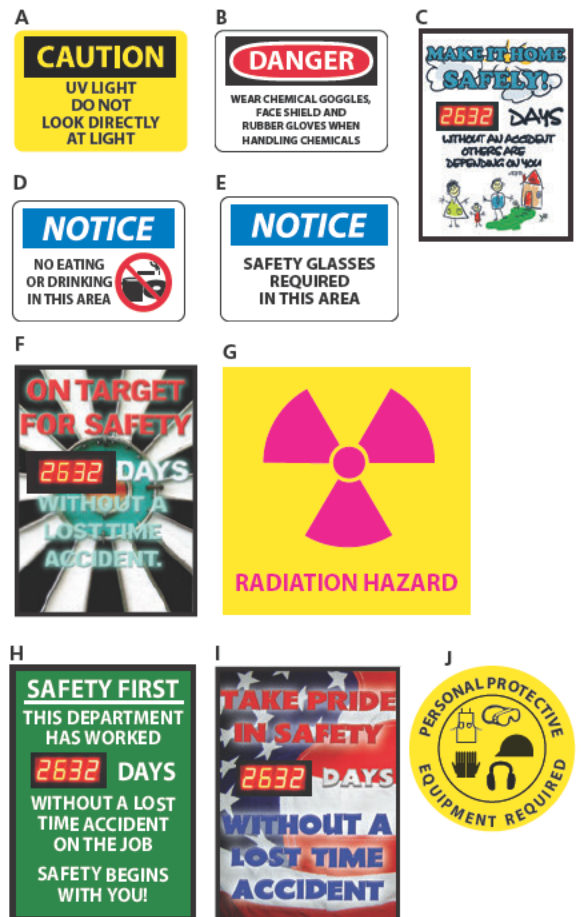 A
CAUTION
UV LIGHT
DO NOT
LOOK DIRECTLY
AT LIGHT
B
DANGER
WEAR CHEMICAL GOGGLES,
FACE SHIELD AND
RUBBER GLOVES WHEN
HANDLING CHEMICALS
C
MAKE IT HOME
SAFELY!
2632 DAYS
WITHOUT AN ACCIDENT
OTHERS ARE
DEPENDING ON YOU
D
NOTICE
NO EATING
OR DRINKING
IN THIS AREA
E
NOTICE
SAFETY GLASSES
REQUIRED
IN THIS AREA
F
ON TARGET
FOR SAFETY
2632 DAYS
WITHOUT A
LOST TIME
ACCIDENT.
G
RADIATION HAZARD
H
SAFETY FIRST
THIS DEPARTMENT
HAS WORKED
2632 DAYS
WITHOUT A LOST
TIME ACCIDENT
ON THE JOB
SAFETY BEGINS
WITH YOU!
I
TAKE PRIDE
IN SAFETY
2632 DAYS
WITHOUT A
LOST TIME
ACCIDENT
J
PERSONAL PROTECTIVE
EQUIPMENT REQUIRED